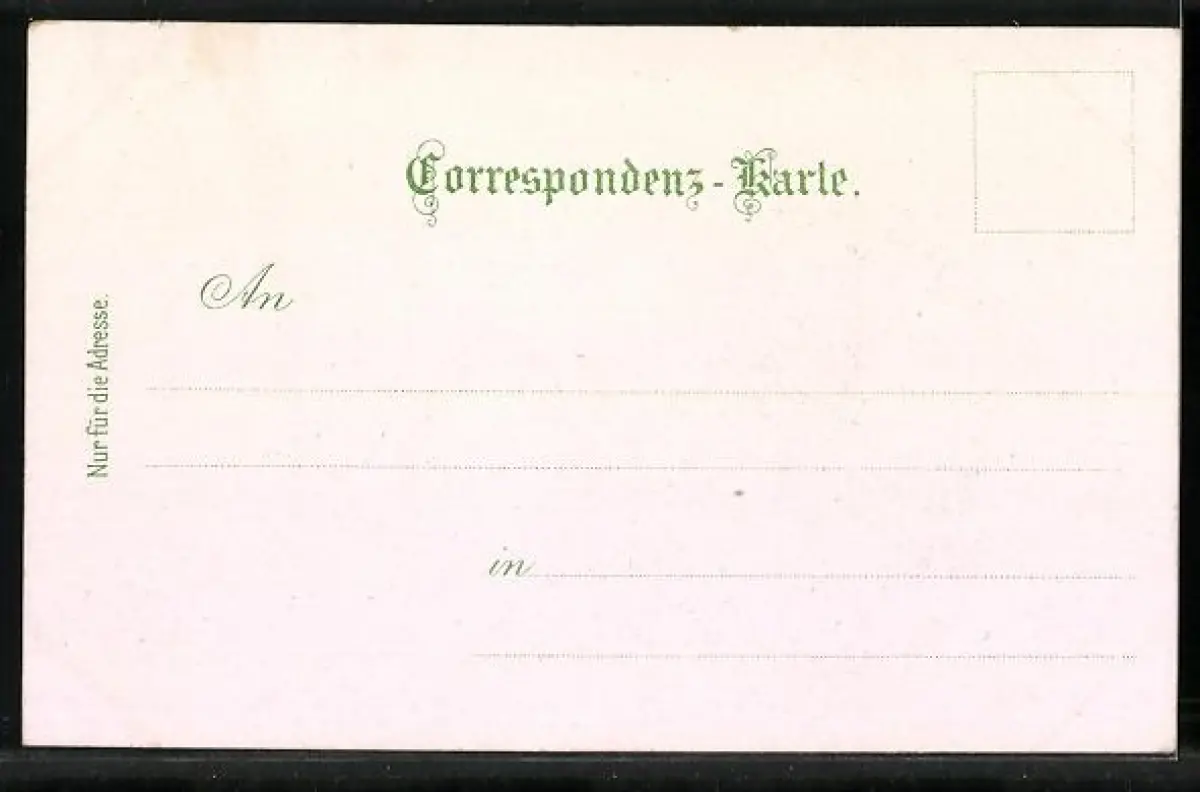 Correspondenz-Karte.
An
Nur für die Adresse.
in